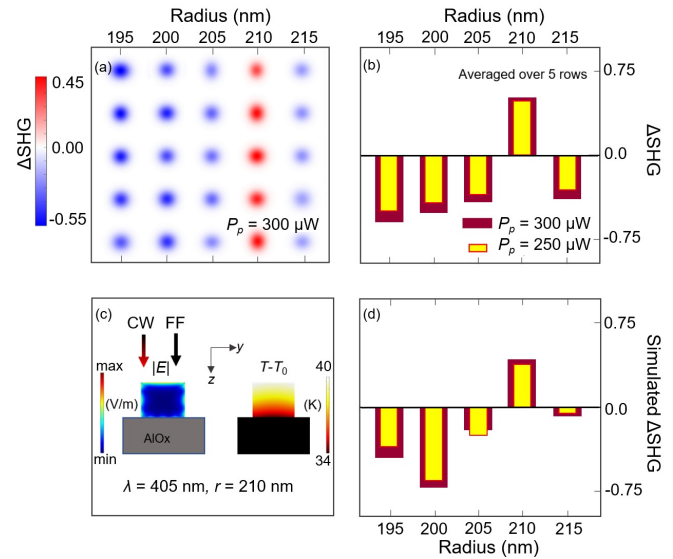 Radius (nm)
195 200 205 210 215
(a)
0.45
0.00
-0.55
ΔSHG
P_p = 300 μW
Radius (nm)
195 200 205 210 215
(b)
Averaged over 5 rows
0.75
0.0
-0.75
ΔSHG
P_p = 300 μW
P_p = 250 μW
(c)
CW FF
y
z
|E|
T-T₀
max
(V/m)
min
AlOx
40
(K)
34
λ = 405 nm, r = 210 nm
(d)
0.75
0.0
-0.75
Simulated ΔSHG
195 200 205 210 215
Radius (nm)